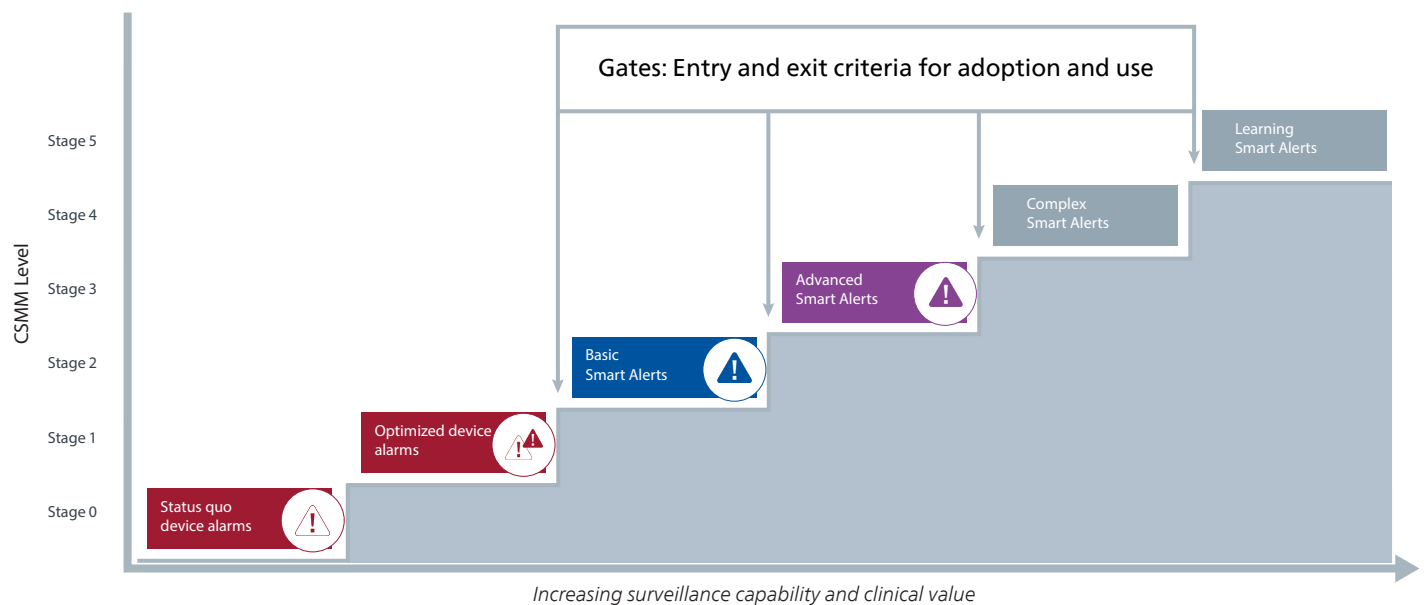 Gates: Entry and exit criteria for adoption and use
Stage 5
Learning
Smart Alerts
Stage 4
Complex
Smart Alerts
Stage 3
Advanced
Smart Alerts
Stage 2
Basic
Smart Alerts
Stage 1
Optimized device
alarms
Stage 0
Status quo
device alarms
CSMM Level
Increasing surveillance capability and clinical value